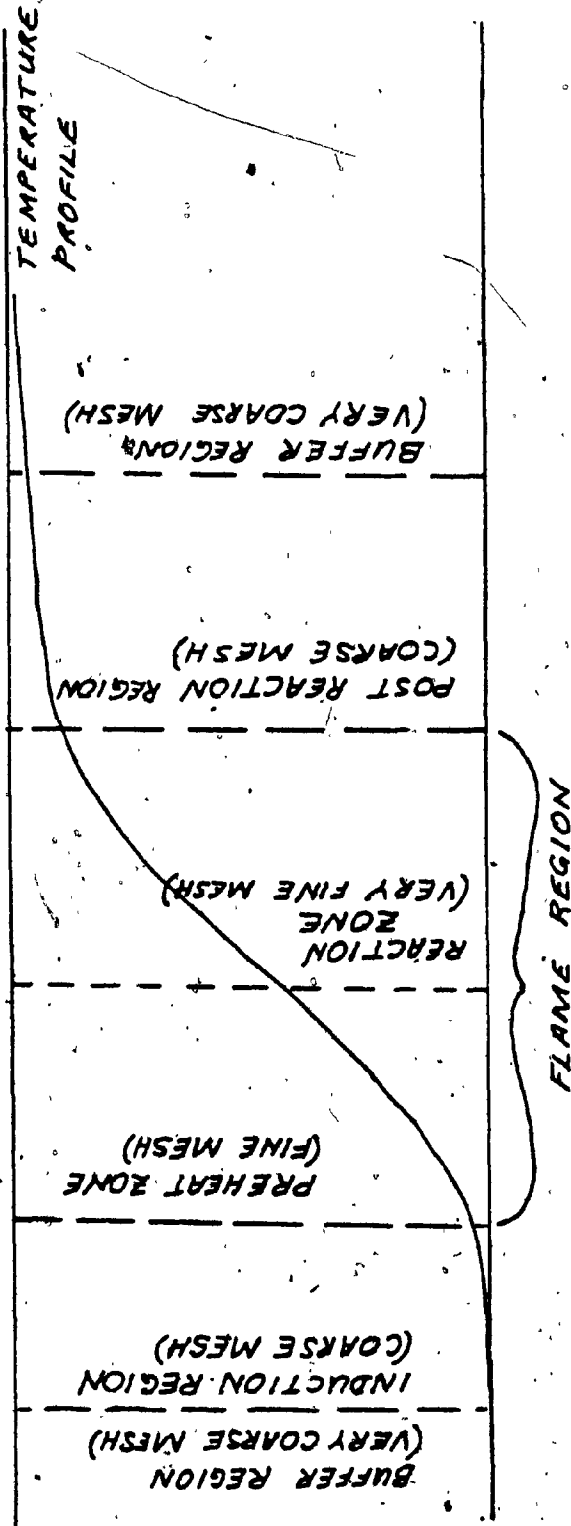 TEMPERATURE
PROFILE
BUFFER REGION
(VERY COARSE MESH)
INDUCTION REGION
(COARSE MESH)
PREHEAT ZONE
(FINE MESH)
REACTION
ZONE
(VERY FINE MESH)
POST REACTION REGION
(COARSE MESH)
BUFFER REGION
(VERY COARSE MESH)
FLAME REGION